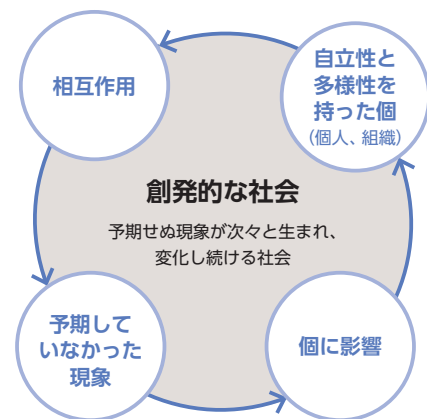 相互作用
自立性と
多様性を
持った個
(個人、組織)
創発的な社会
予期せぬ現象が次々と生まれ、
変化し続ける社会
予期して
いなかった
現象
個に影響